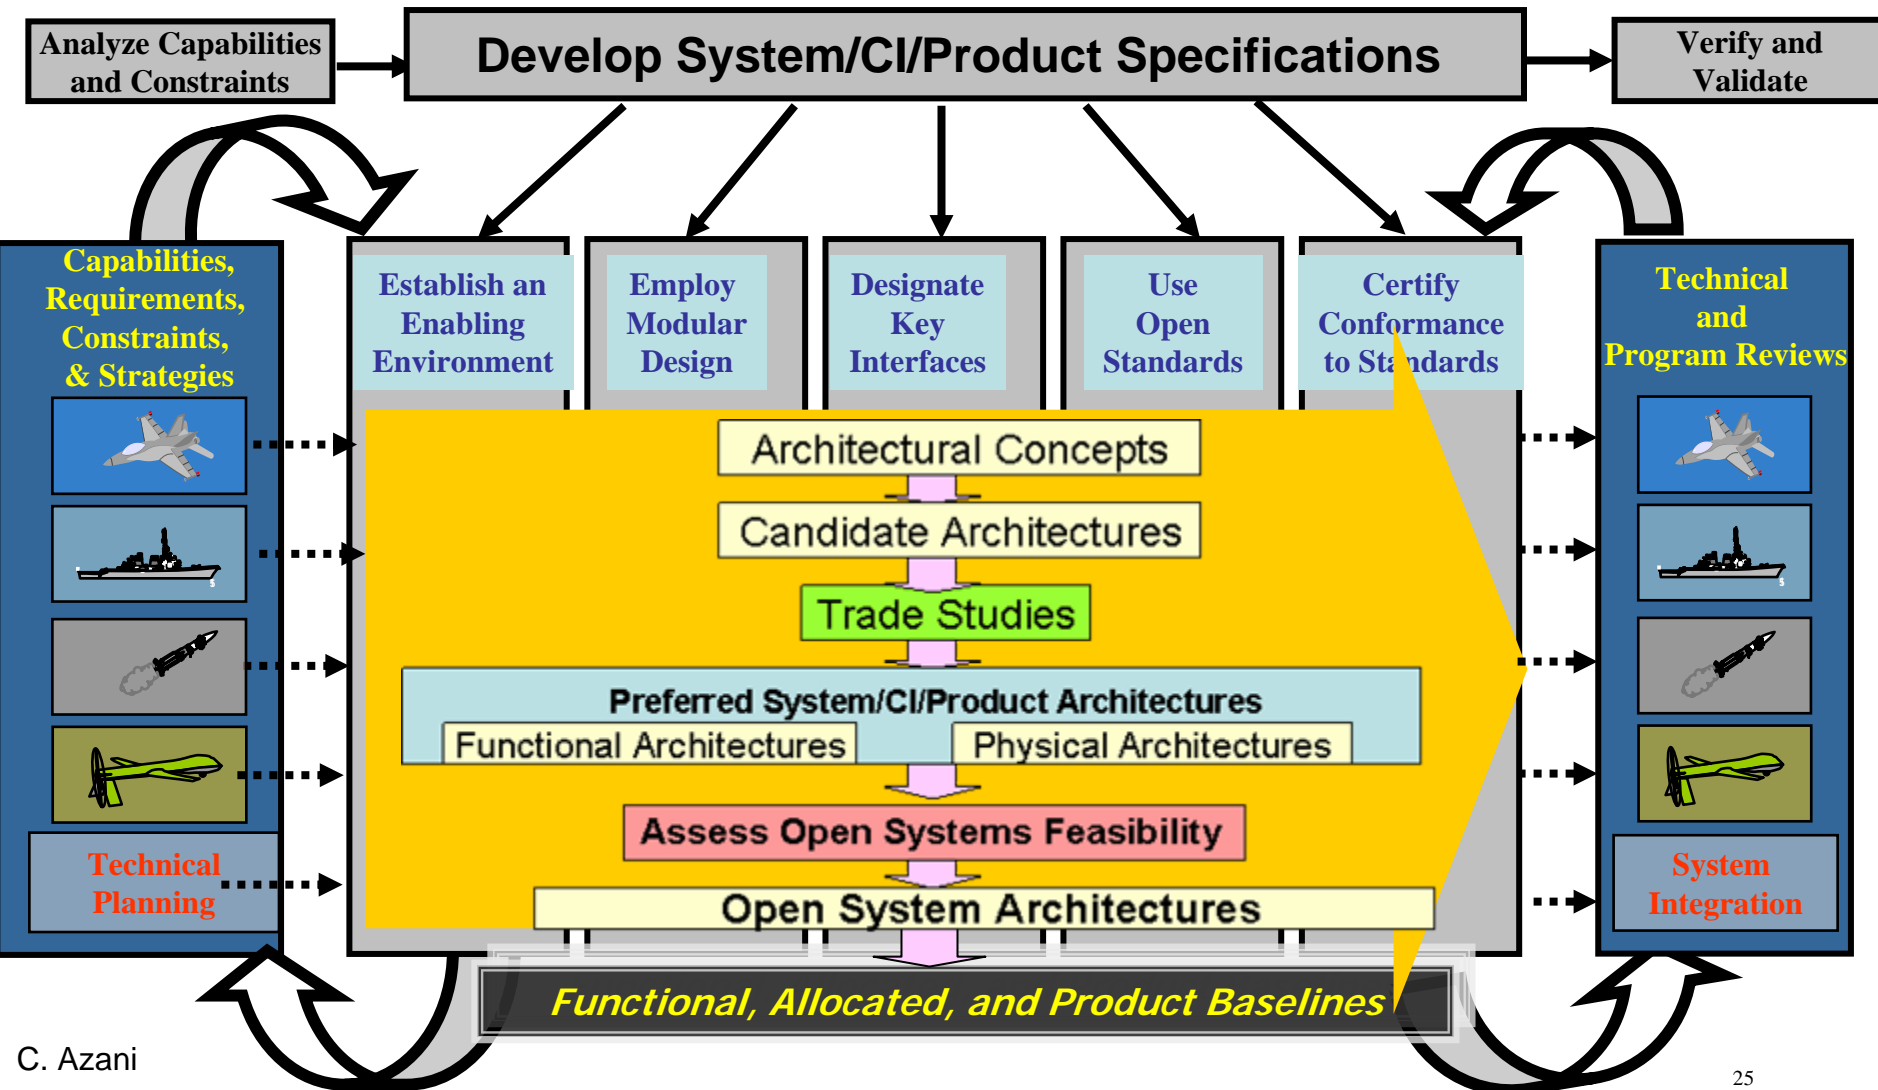 Analyze Capabilities
and Constraints
Develop System/CI/Product Specifications
Verify and
Validate
Capabilities,
Requirements,
Constraints,
& Strategies
Technical
Planning
Establish an
Enabling
Environment
Employ
Modular
Design
Designate
Key
Interfaces
Use
Open
Standards
Certify
Conformance
to Standards
Architectural Concepts
Candidate Architectures
Trade Studies
Preferred System/CI/Product Architectures
Functional Architectures
Physical Architectures
Assess Open Systems Feasibility
Open System Architectures
Functional, Allocated, and Product Baselines
Technical
and
Program Reviews
System
Integration
C. Azani
25